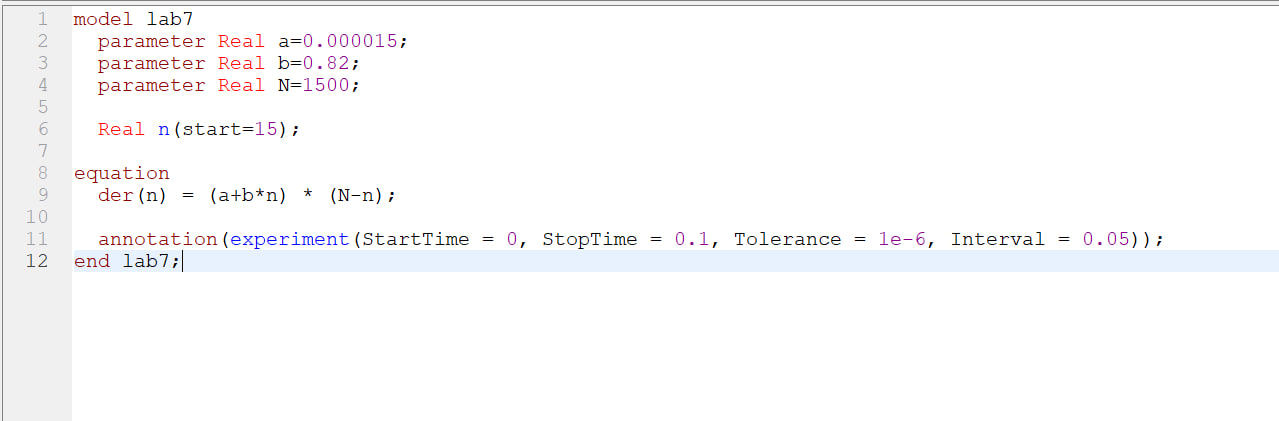 1 model lab7
2   parameter Real a=0.000015;
3   parameter Real b=0.82;
4   parameter Real N=1500;
5
6   Real n(start=15);
7
8 equation
9   der(n) = (a+b*n) * (N-n);
10
11   annotation(experiment(StartTime = 0, StopTime = 0.1, Tolerance = 1e-6, Interval = 0.05));
12 end lab7;